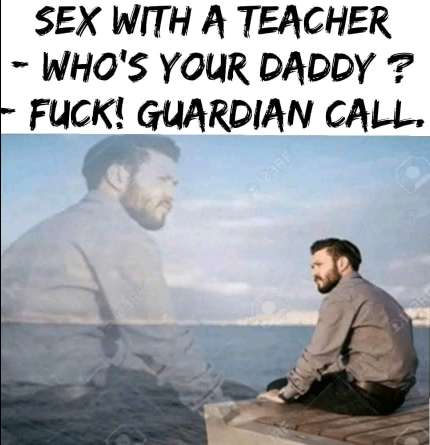 SEX WITH A TEACHER
- WHO'S YOUR DADDY ?
- FUCK! GUARDIAN CALL.